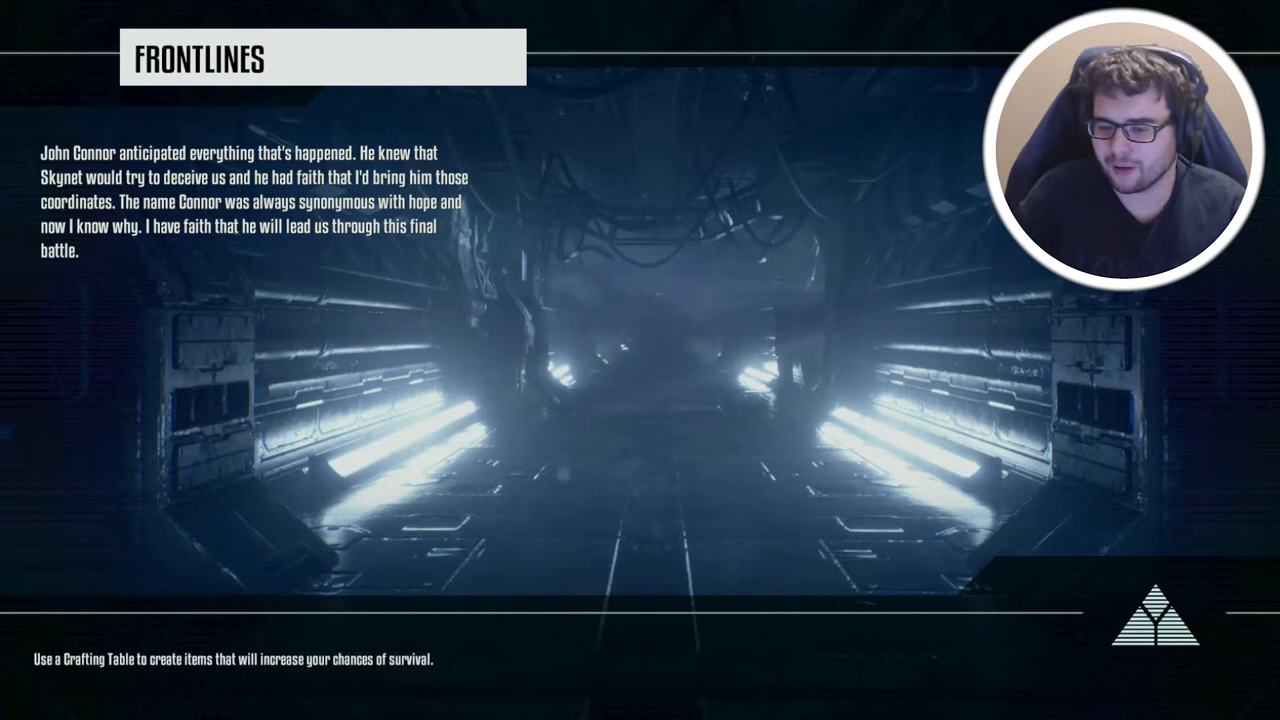 FRONTLINES
John Connor anticipated everything that's happened. He knew that
Skynet would try to deceive us and he had faith that I'd bring him those
coordinates. The name Connor was always synonymous with hope and
now I know why. I have faith that he will lead us through this final
battle.
Use a Crafting Table to create items that will increase your chances of survival.